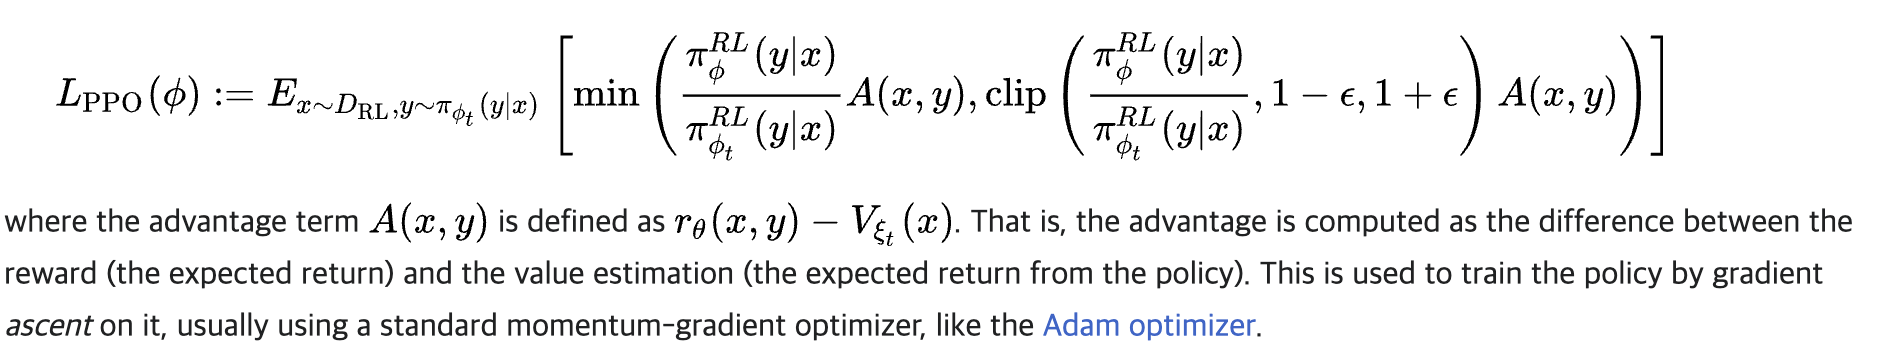 L_PPO(ϕ) := E_{x∼D_RL, y∼π_{ϕ_t}(y|x)} [ min ( π_ϕ^{RL}(y|x) / π_{ϕ_t}^{RL}(y|x) A(x, y), clip ( π_ϕ^{RL}(y|x) / π_{ϕ_t}^{RL}(y|x), 1 − ϵ, 1 + ϵ ) A(x, y) ) ]
where the advantage term A(x, y) is defined as r_θ(x, y) − V_{ξ_t}(x). That is, the advantage is computed as the difference between the
reward (the expected return) and the value estimation (the expected return from the policy). This is used to train the policy by gradient
ascent on it, usually using a standard momentum-gradient optimizer, like the Adam optimizer.